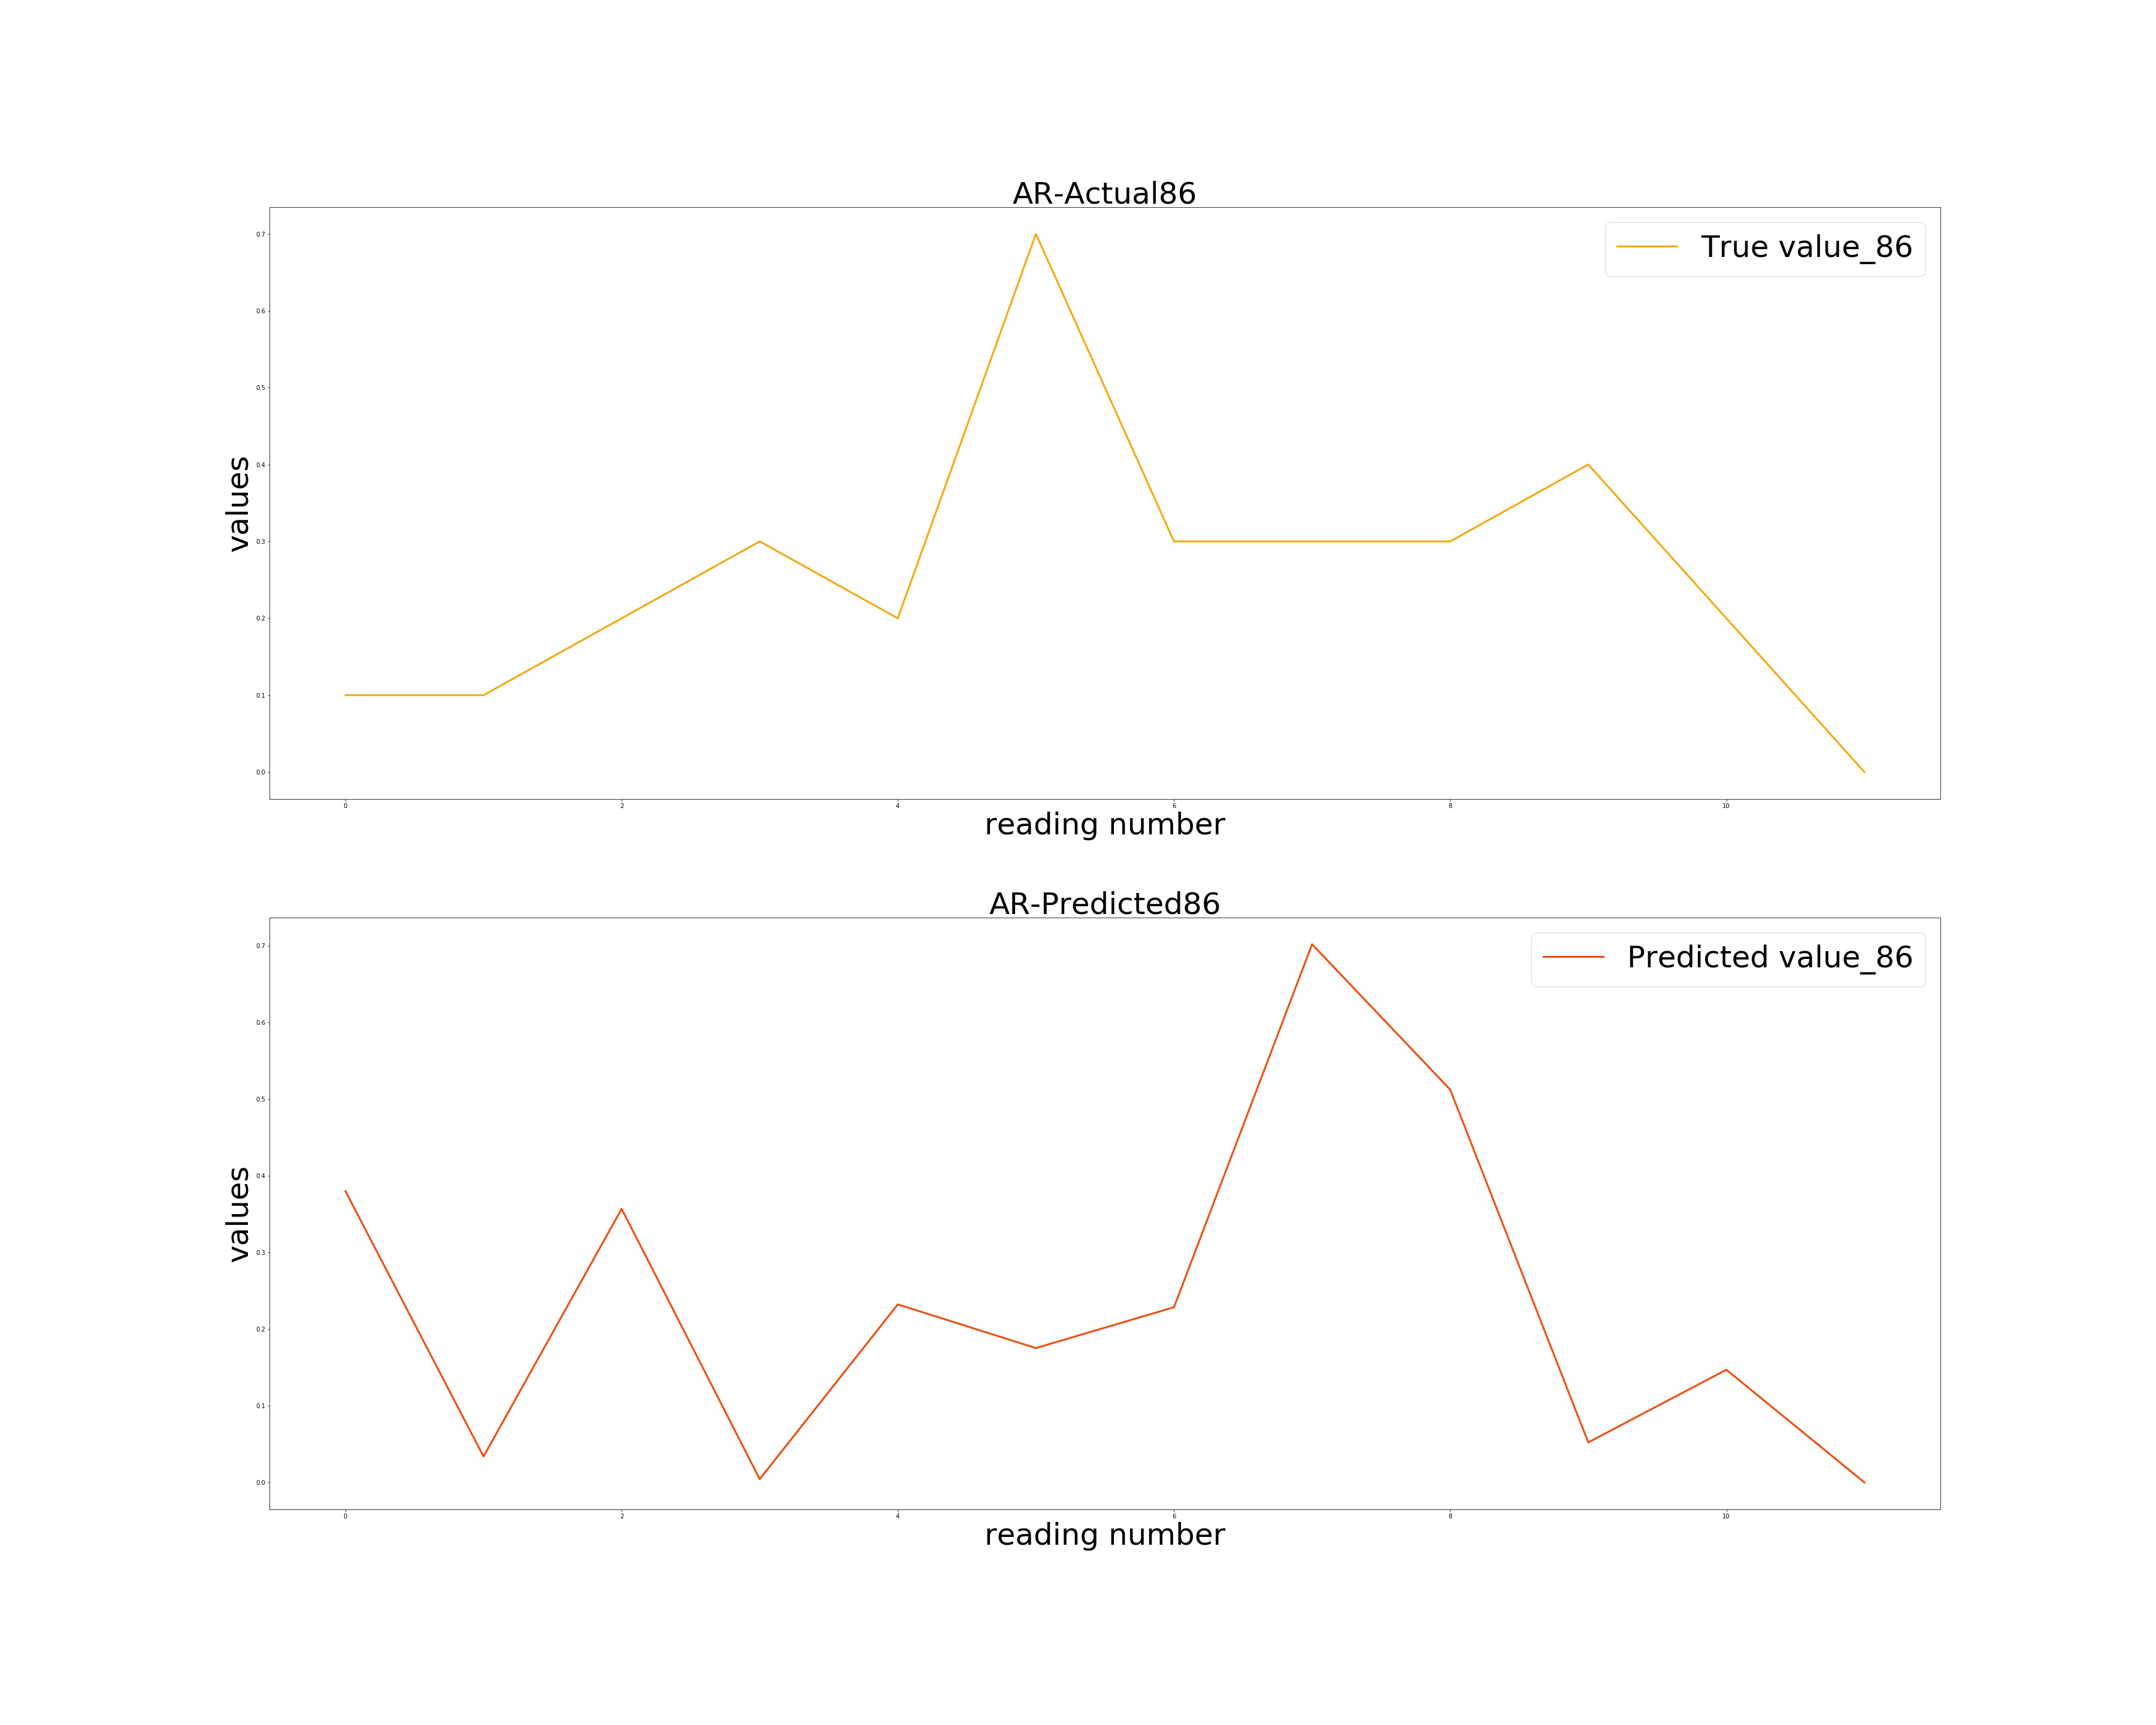 AR-Actual86
True value_86
values
0.7
0.6
0.5
0.4
0.3
0.2
0.1
0.0
0 2 4 6 8 10
reading number
AR-Predicted86
Predicted value_86
values
0.7
0.6
0.5
0.4
0.3
0.2
0.1
0.0
0 2 4 6 8 10
reading number